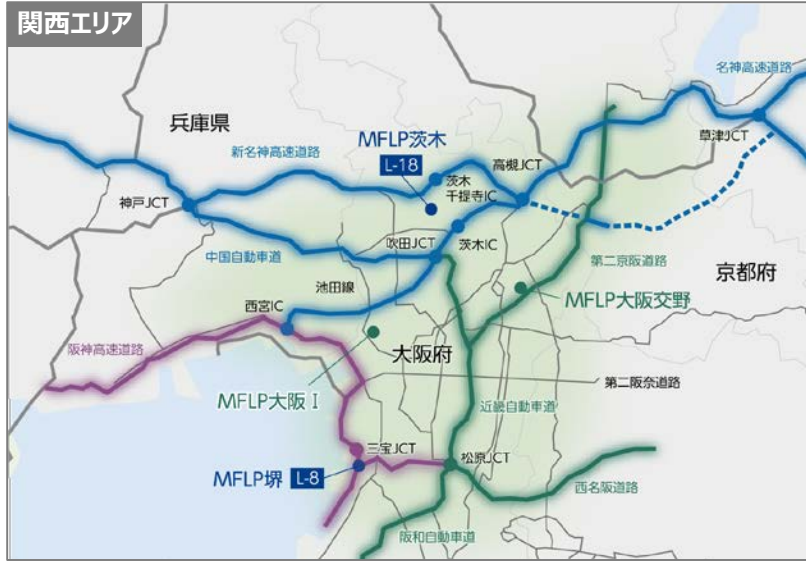 関西エリア
名神高速道路
兵庫県
MFLP茨木
L-18
新名神高速道路
高槻JCT
草津JCT
茨木
千提寺IC
神戸JCT
吹田JCT
茨木IC
中国自動車道
第二京阪道路
京都府
池田線
西宮IC
MFLP大阪交野
阪神高速道路
大阪府
MFLP大阪Ⅰ
第二阪奈道路
近畿自動車道
三宝JCT
松原JCT
MFLP堺
L-8
西名阪道路
阪和自動車道